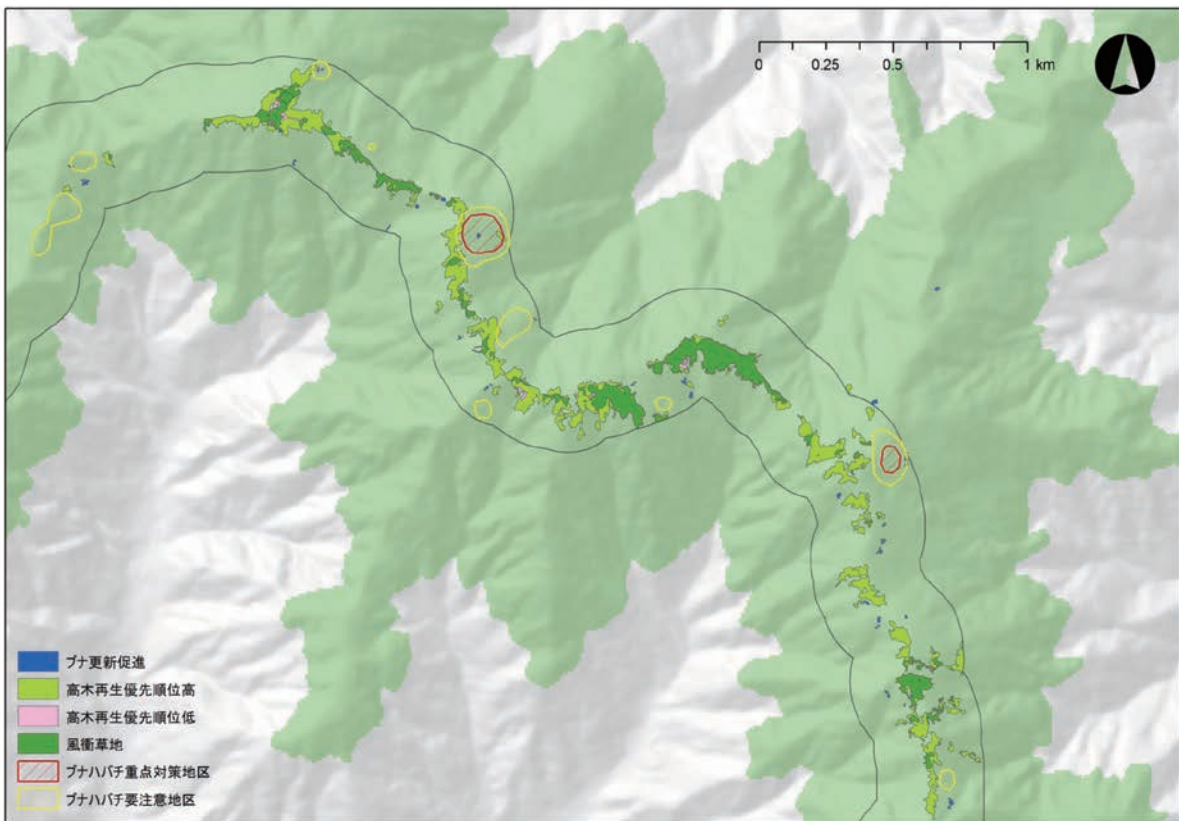 0 0.25 0.5 1 km
ブナ更新促進
高木再生優先順位高
高木再生優先順位低
風衝草地
ブナハバチ重点対策地区
ブナハバチ要注意地区